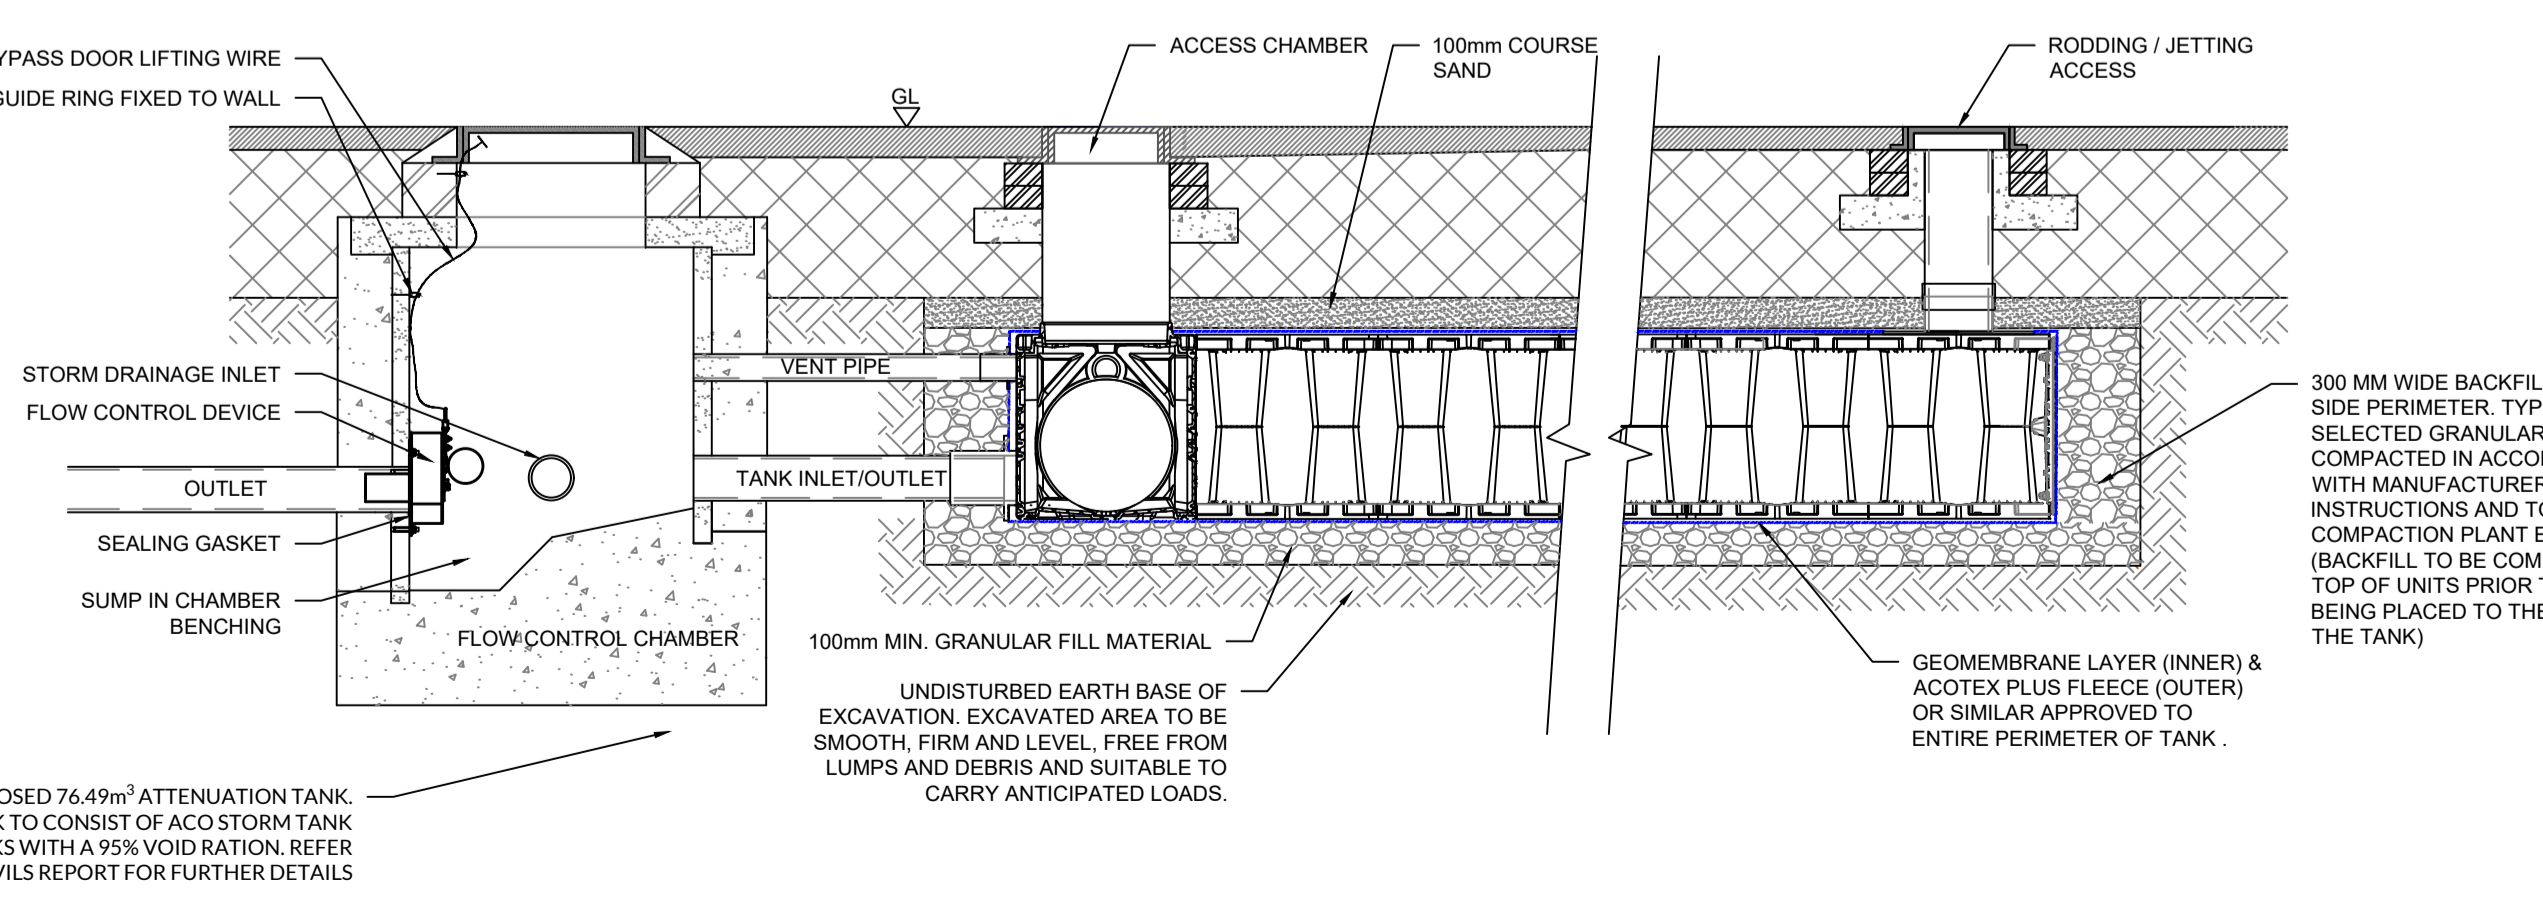 YPASS DOOR LIFTING WIRE
GUIDE RING FIXED TO WALL
GL
ACCESS CHAMBER
100mm COURSE
SAND
RODDING / JETTING
ACCESS
STORM DRAINAGE INLET
FLOW CONTROL DEVICE
OUTLET
SEALING GASKET
SUMP IN CHAMBER
BENCHING
VENT PIPE
TANK INLET/OUTLET
FLOW CONTROL CHAMBER
100mm MIN. GRANULAR FILL MATERIAL
UNDISTURBED EARTH BASE OF
EXCAVATION. EXCAVATED AREA TO BE
SMOOTH, FIRM AND LEVEL, FREE FROM
LUMPS AND DEBRIS AND SUITABLE TO
CARRY ANTICIPATED LOADS.
GEOMEMBRANE LAYER (INNER) &
ACOTEX PLUS FLEECE (OUTER)
OR SIMILAR APPROVED TO
ENTIRE PERIMETER OF TANK .
300 MM WIDE BACKFIL
SIDE PERIMETER. TYP
SELECTED GRANULAR
COMPACTED IN ACCO
WITH MANUFACTURER
INSTRUCTIONS AND TO
COMPACTION PLANT
(BACKFILL TO BE COM
TOP OF UNITS PRIOR T
BEING PLACED TO THE
THE TANK)
OSED 76.49m³ ATTENUATION TANK.
K TO CONSIST OF ACO STORM TANK
KS WITH A 95% VOID RATION. REFER
VILS REPORT FOR FURTHER DETAILS